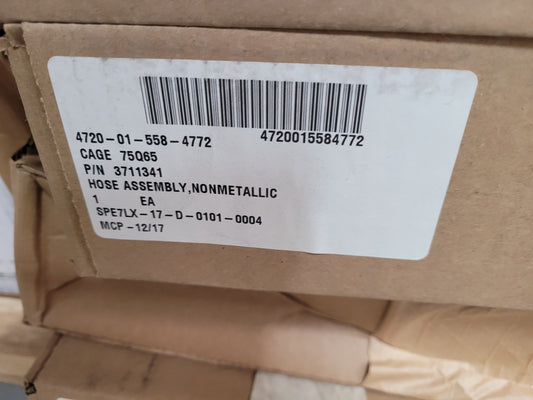 4720-01-558-4772 4720015584772
CAGE 75Q65
P/N 3711341
HOSE ASSEMBLY,NONMETALLIC
1 EA
SPE7LX-17-D-0101-0004
MCP-12/17